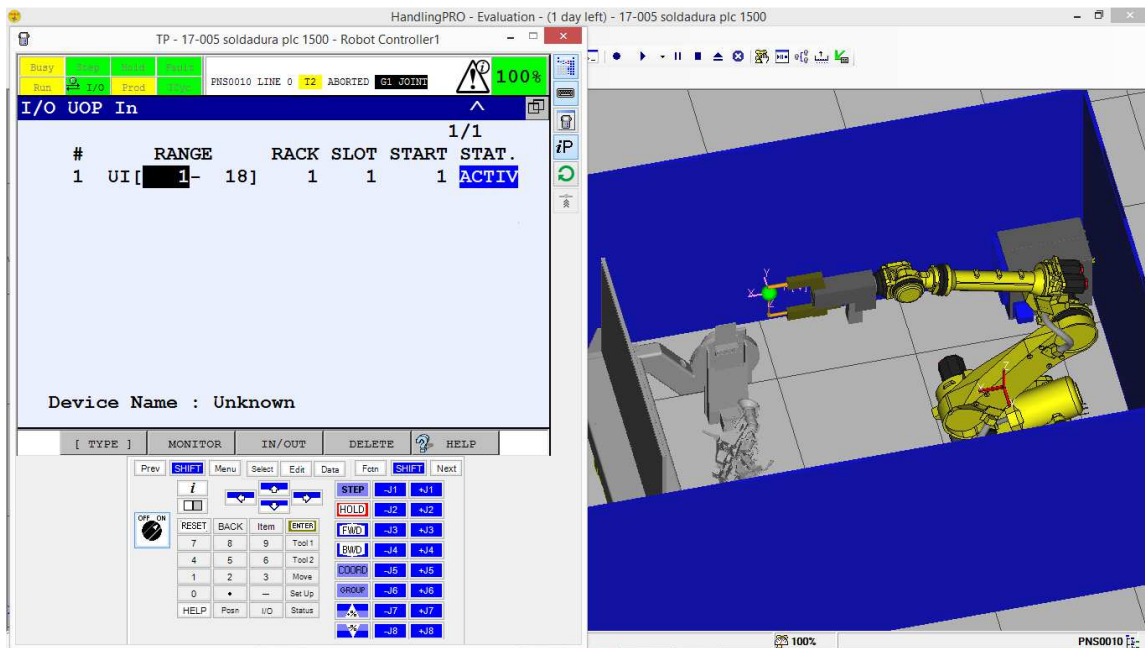 HandlingPRO - Evaluation - (1 day left) - 17-005 soldadura plc 1500
TP - 17-005 soldadura plc 1500 - Robot Controller1
Busy Step Hold Fault
Run I/O Prod TCyc
PNS0010 LINE 0 T2 ABORTED G1 JOINT
100%
I/O UOP In
1/1
# RANGE RACK SLOT START STAT.
1 UI[ 1- 18] 1 1 1 ACTIV
Device Name : Unknown
[ TYPE ] MONITOR IN/OUT DELETE HELP
iP
Prev SHIFT Menu Select Edit Data Fctn SHIFT Next
i
STEP -J1 +J1
HOLD -J2 +J2
OFF ON
RESET BACK Item ENTER FWD -J3 +J3
7 8 9 Tool 1
BWD -J4 +J4
4 5 6 Tool 2
COORD -J5 +J5
1 2 3 Move
GROUP -J6 +J6
0 • — Set Up
HELP Posn I/O Status
+% -J7 +J7
-% -J8 +J8
X Y Z
100%
PNS0010